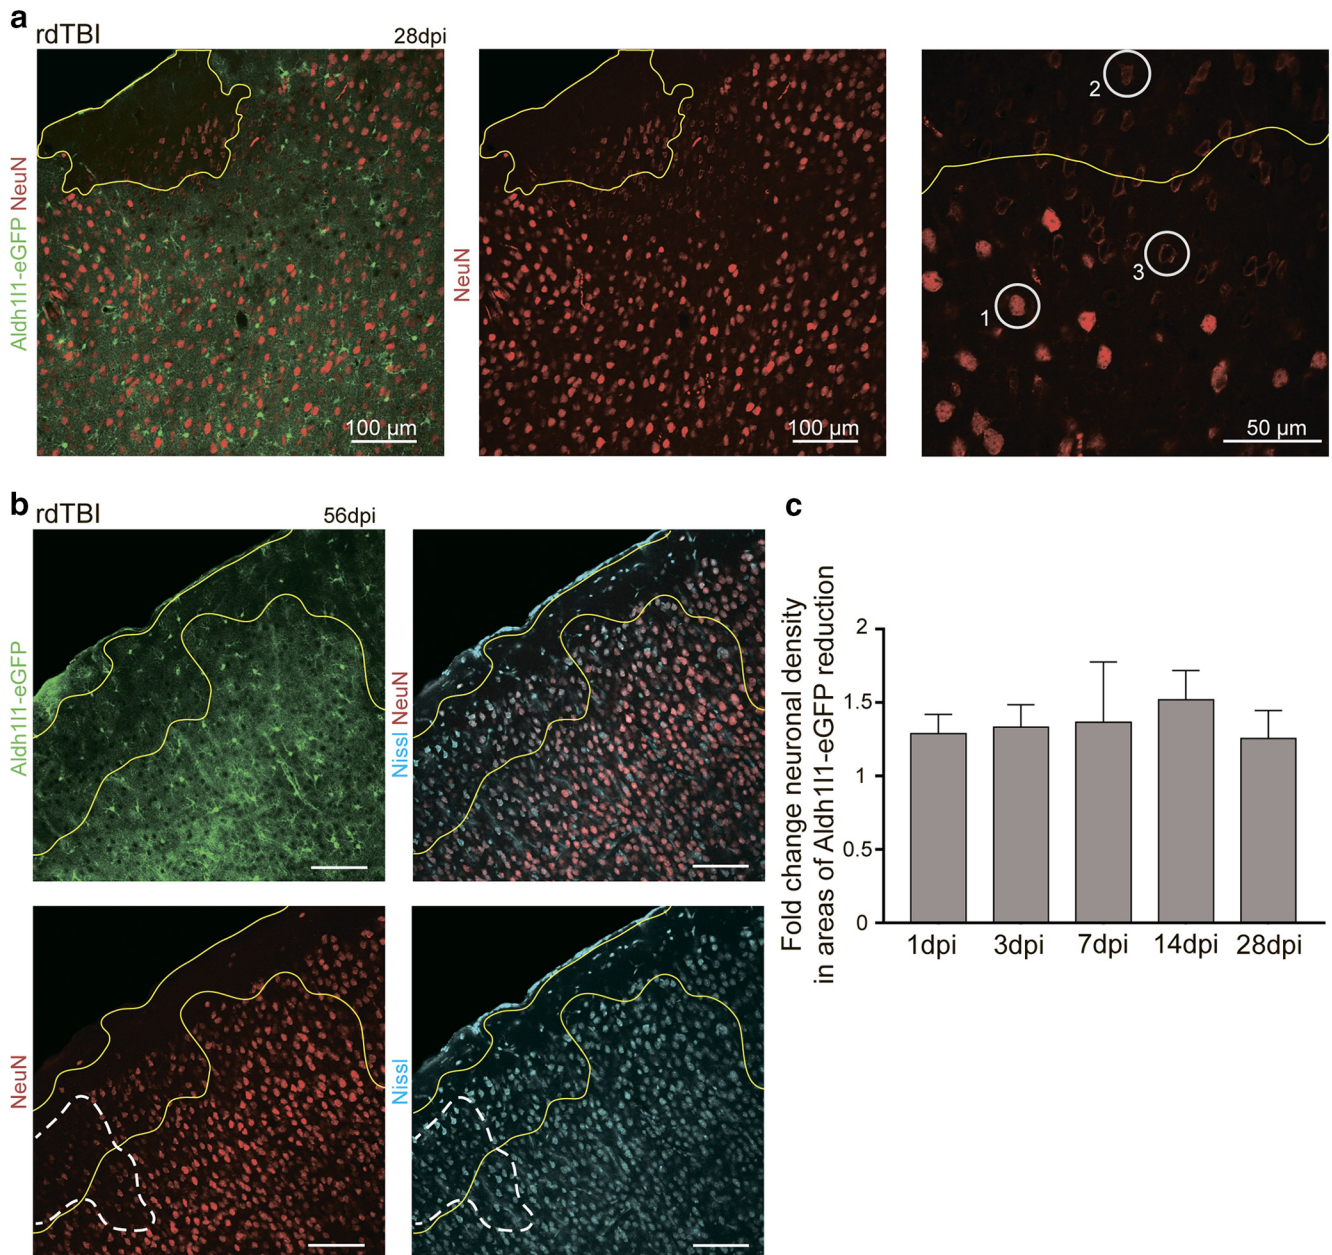 a
rdTBI
28dpi
Aldh1l1-eGFP NeuN
100 µm
NeuN
100 µm
2
3
1
50 µm
b
rdTBI
56dpi
Aldh1l1-eGFP
Nissl NeuN
NeuN
Nissl
c
Fold change neuronal density
in areas of Aldh1l1-eGFP reduction
2
1.5
1
0.5
0
1dpi 3dpi 7dpi 14dpi 28dpi